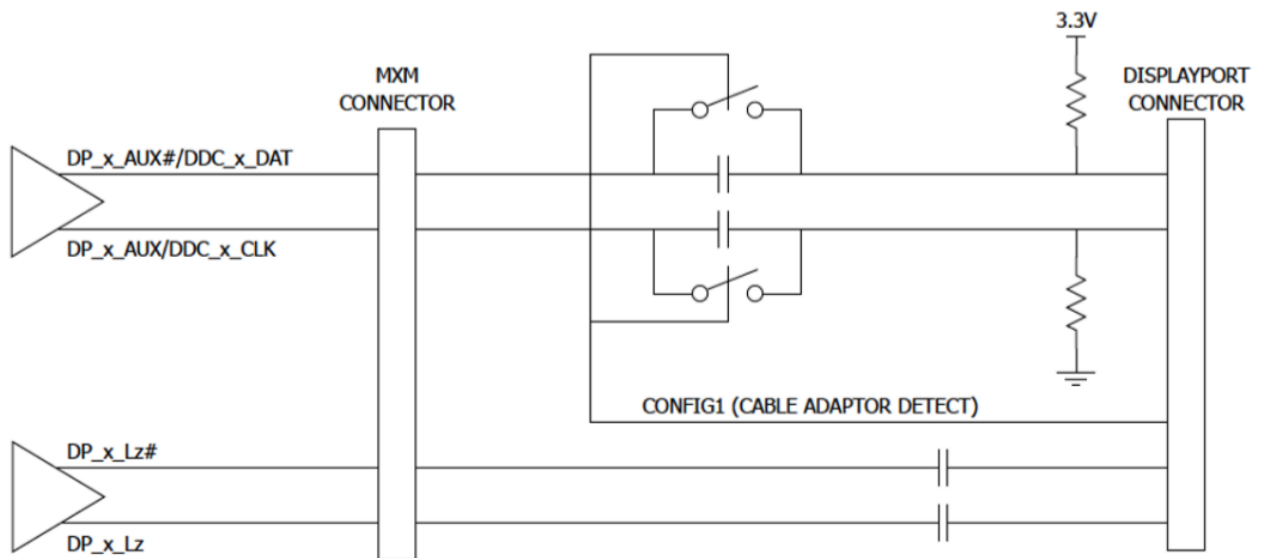 3.3V
MXM
CONNECTOR
DISPLAYPORT
CONNECTOR
DP_x_AUX#/DDC_x_DAT
DP_x_AUX/DDC_x_CLK
CONFIG1 (CABLE ADAPTOR DETECT)
DP_x_Lz#
DP_x_Lz